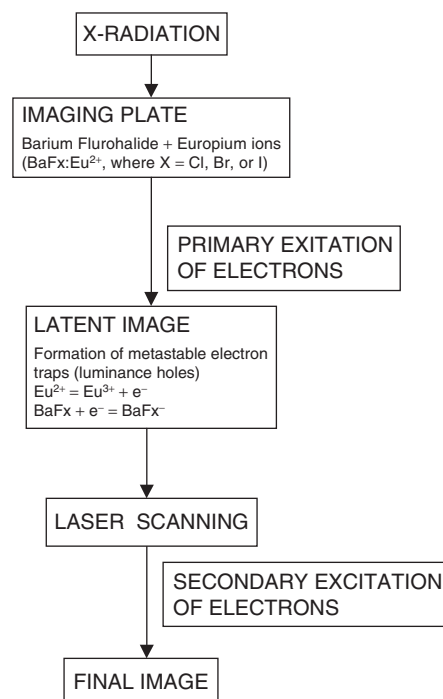 X-RADIATION
IMAGING PLATE
Barium Flurohalide + Europium ions
(BaFx:Eu²⁺, where X = Cl, Br, or I)
PRIMARY EXITATION
OF ELECTRONS
LATENT IMAGE
Formation of metastable electron
traps (luminance holes)
Eu²⁺ = Eu³⁺ + e⁻
BaFx + e⁻ = BaFx⁻
LASER SCANNING
SECONDARY EXCITATION
OF ELECTRONS
FINAL IMAGE